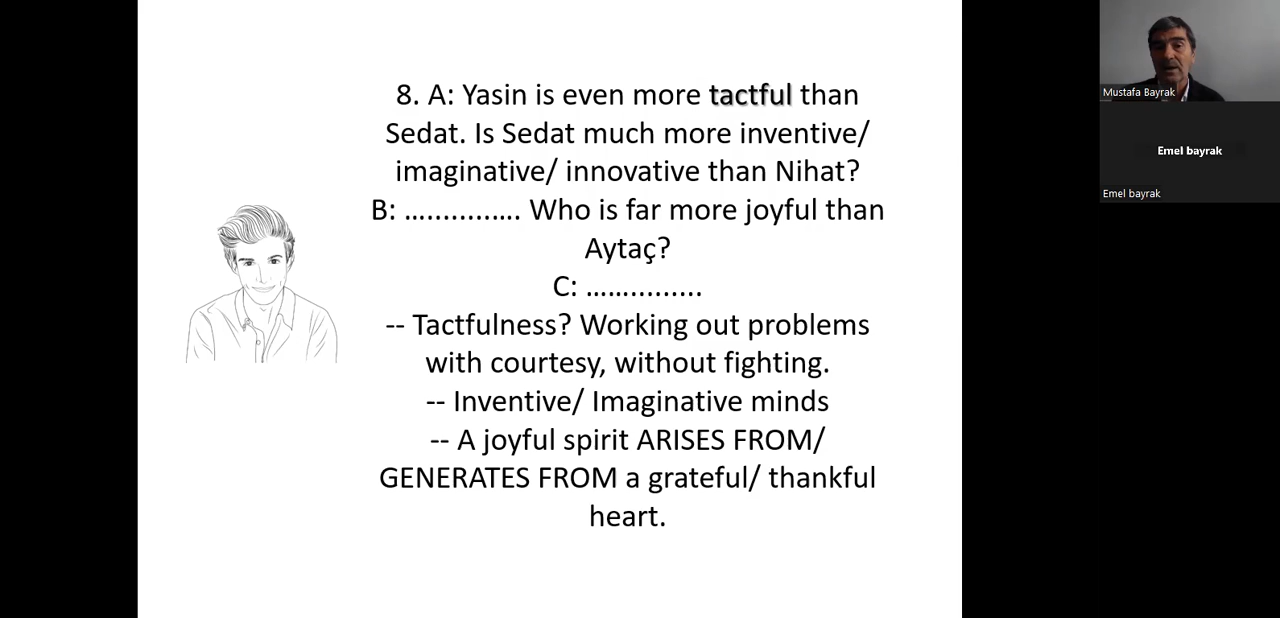 8. A: Yasin is even more tactful than
Sedat. Is Sedat much more inventive/
imaginative/ innovative than Nihat?
B: ………….. Who is far more joyful than
Aytaç?
C: ……………
-- Tactfulness? Working out problems
with courtesy, without fighting.
-- Inventive/ Imaginative minds
-- A joyful spirit ARISES FROM/
GENERATES FROM a grateful/ thankful
heart.
Mustafa Bayrak
Emel bayrak
Emel bayrak